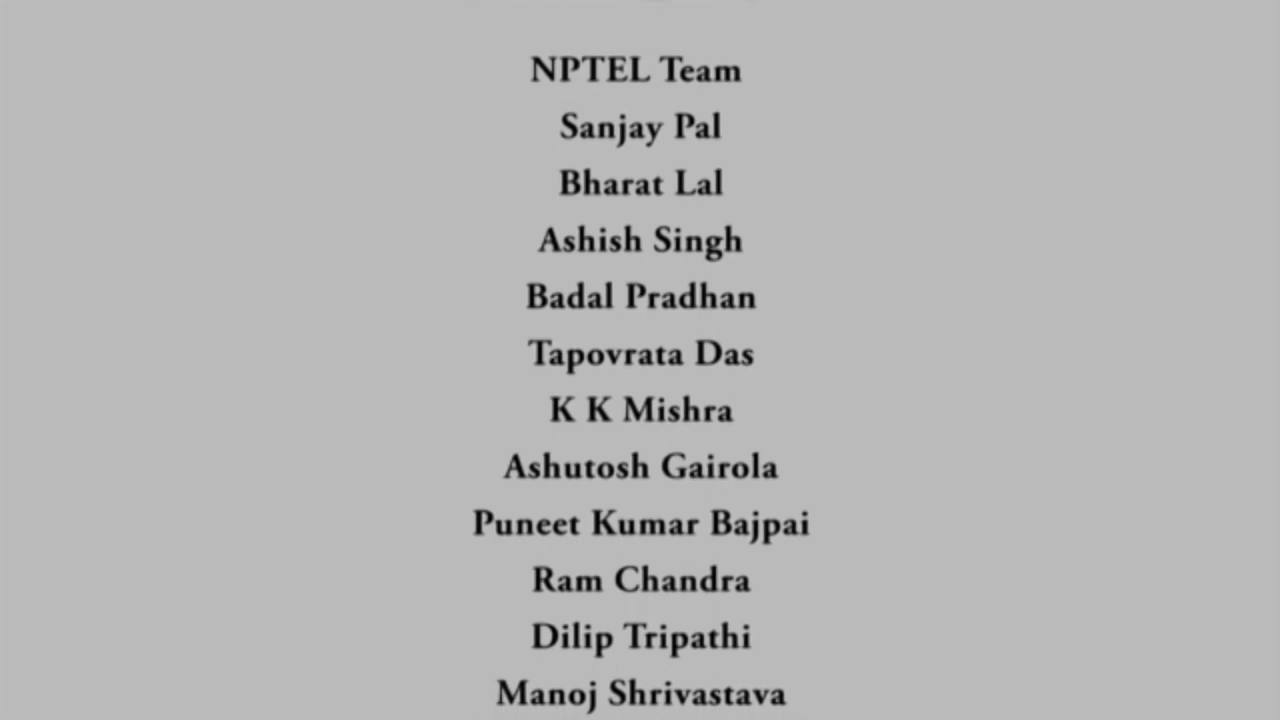 NPTEL Team
Sanjay Pal
Bharat Lal
Ashish Singh
Badal Pradhan
Tapovrata Das
K K Mishra
Ashutosh Gairola
Puneet Kumar Bajpai
Ram Chandra
Dilip Tripathi
Manoj Shrivastava